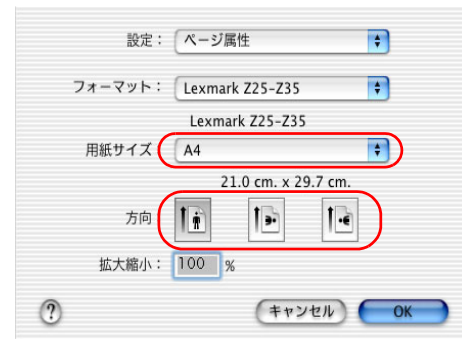 設定： ページ属性
フォーマット： Lexmark Z25-Z35
Lexmark Z25-Z35
用紙サイズ A4
21.0 cm. x 29.7 cm.
方向
拡大縮小： 100 %
? キャンセル OK